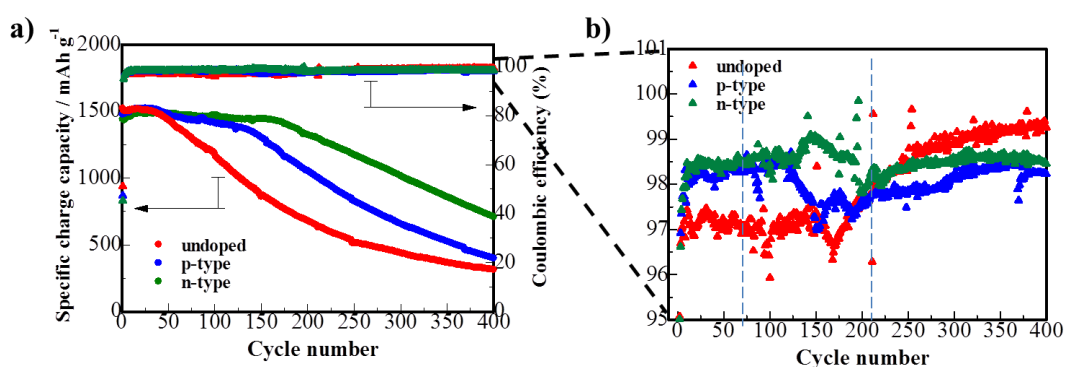 a)
Specific charge capacity / mAh g⁻¹
2000
1500
1000
500
0
undoped
p-type
n-type
0 50 100 150 200 250 300 350 400
Cycle number
100
80
60
40
20
0
Coulombic efficiency (%)
b)
101
100
99
98
97
96
95
undoped
p-type
n-type
0 50 100 150 200 250 300 350 400
Cycle number